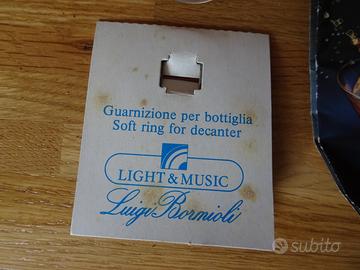 Guarnizione per bottiglia
Soft ring for decanter
LIGHT & MUSIC
Luigi Bormioli
subito